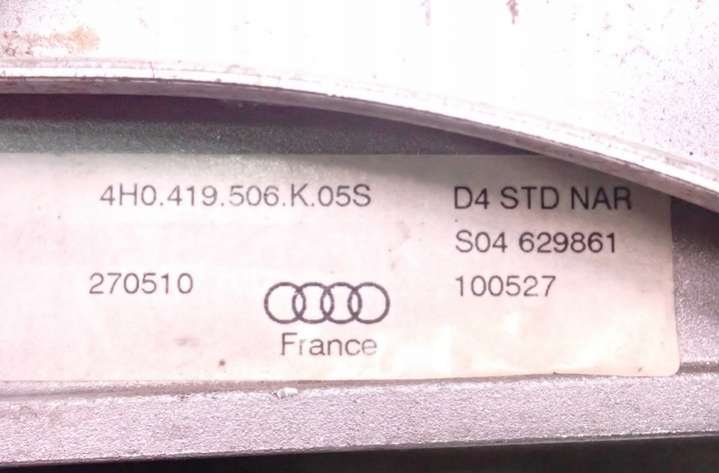 4H0.419.506.K.05S D4 STD NAR
S04 629861
270510 100527
France